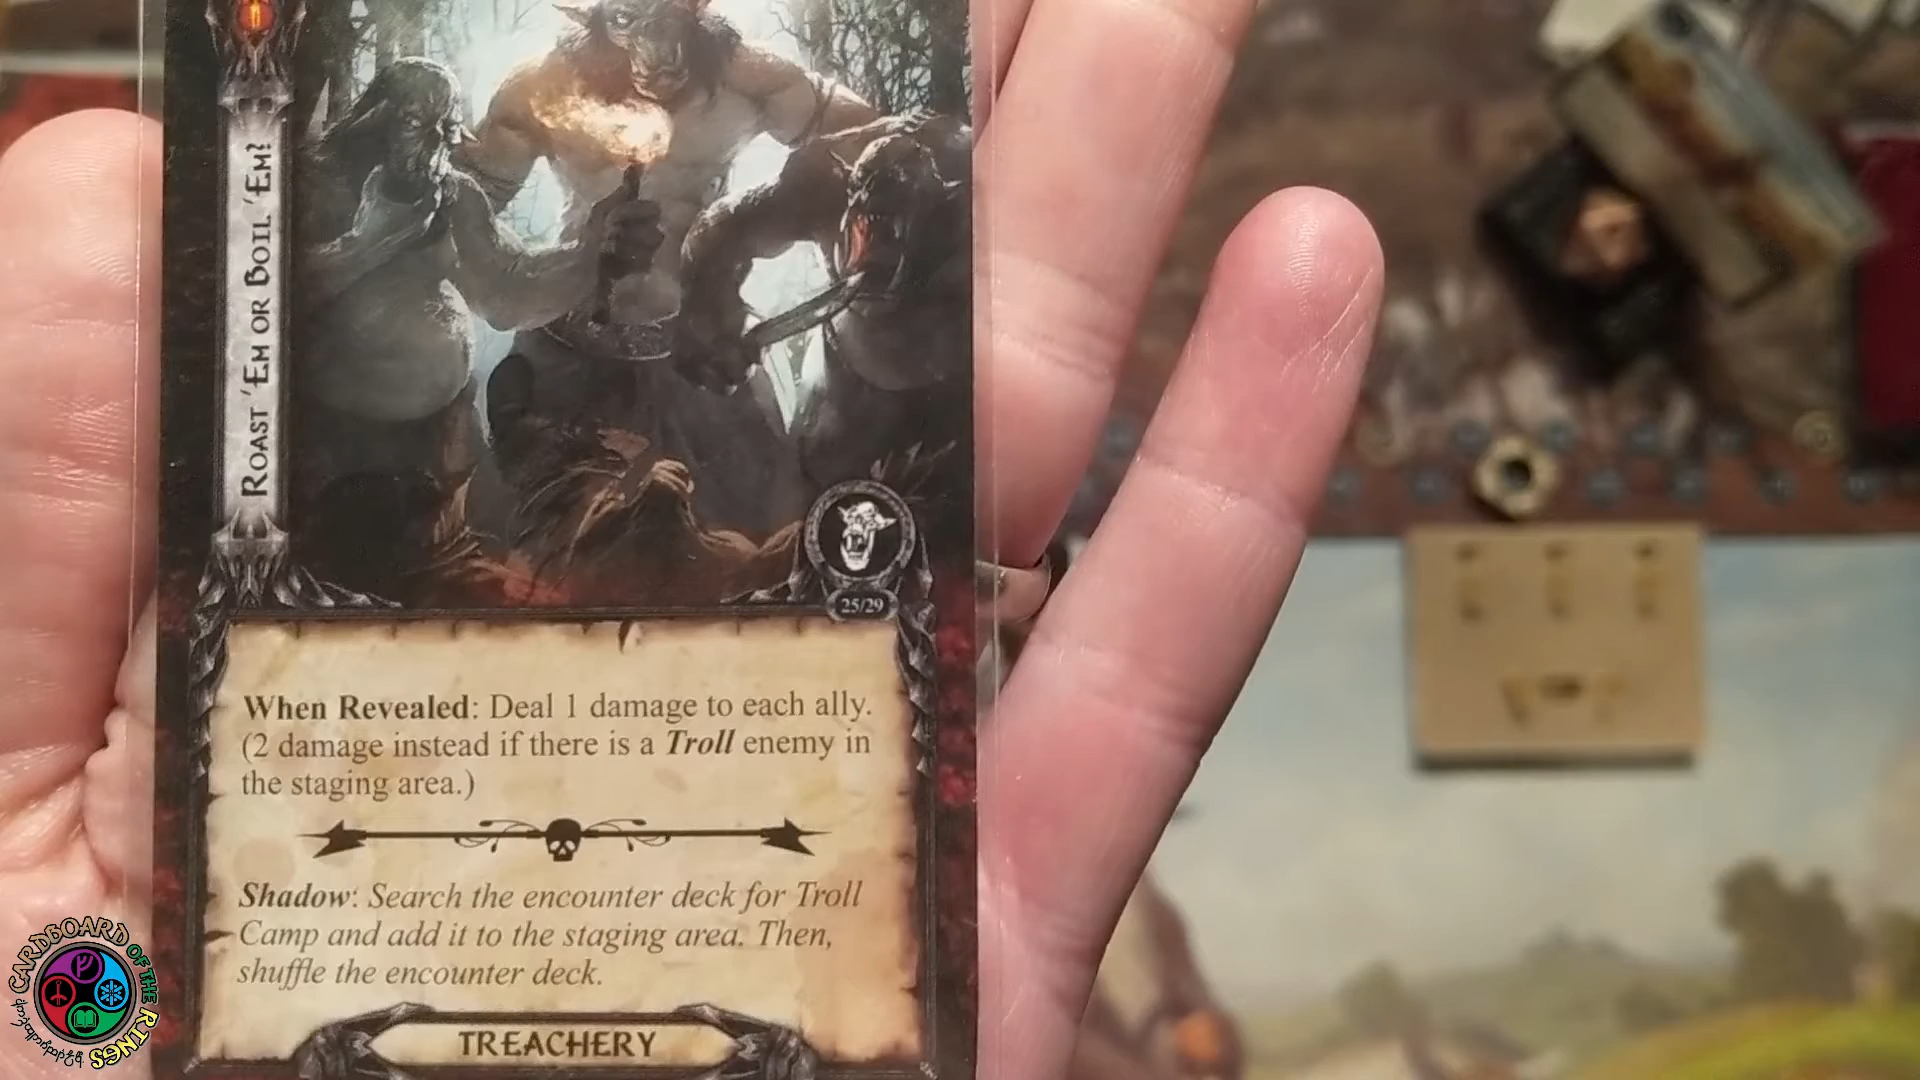 ROAST 'EM OR BOIL 'EM?
25/29
When Revealed: Deal 1 damage to each ally.
(2 damage instead if there is a Troll enemy in
the staging area.)
Shadow: Search the encounter deck for Troll
Camp and add it to the staging area. Then,
shuffle the encounter deck.
TREACHERY
CARDBOARD OF THE RINGS